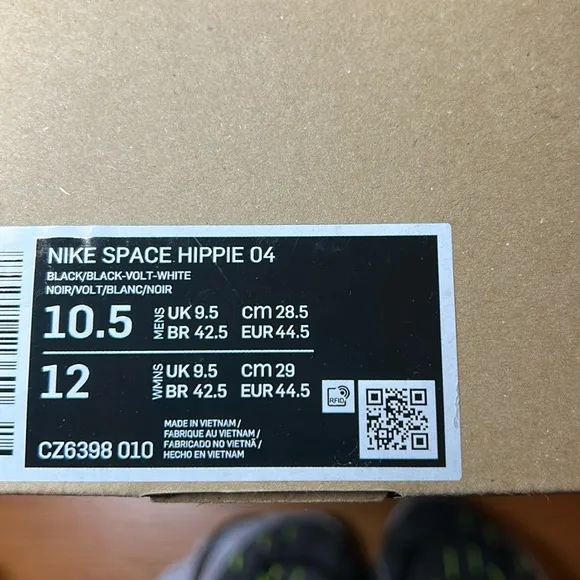 NIKE SPACE HIPPIE 04
BLACK/BLACK-VOLT-WHITE
NOIR/VOLT/BLANC/NOIR
10.5 MENS UK 9.5 cm 28.5
BR 42.5 EUR 44.5
12 WMNS UK 9.5 cm 29
BR 42.5 EUR 44.5
RFID
CZ6398 010
MADE IN VIETNAM /
FABRIQUE AU VIETNAM /
FABRICADO NO VIETNÃ /
HECHO EN VIETNAM